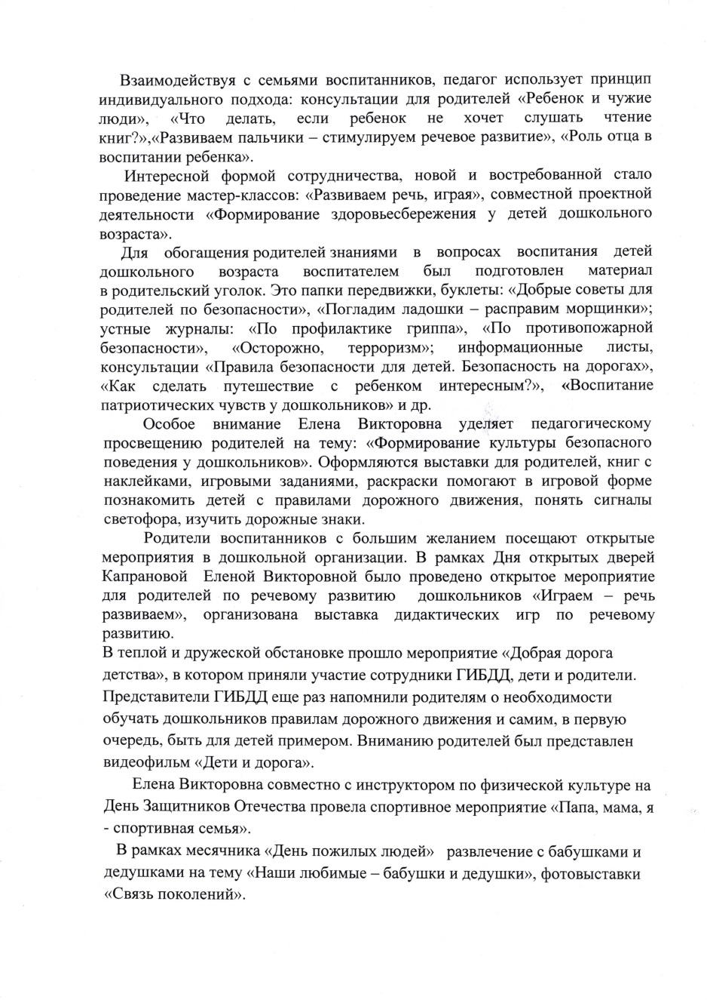 Взаимодействуя с семьями воспитанников, педагог использует принцип
индивидуального подхода: консультации для родителей «Ребенок и чужие
люди», «Что делать, если ребенок не хочет слушать чтение
книг?»,«Развиваем пальчики – стимулируем речевое развитие», «Роль отца в
воспитании ребенка».
Интересной формой сотрудничества, новой и востребованной стало
проведение мастер-классов: «Развиваем речь, играя», совместной проектной
деятельности «Формирование здоровьесбережения у детей дошкольного
возраста».
Для обогащения родителей знаниями в вопросах воспитания детей
дошкольного возраста воспитателем был подготовлен материал
в родительский уголок. Это папки передвижки, буклеты: «Добрые советы для
родителей по безопасности», «Погладим ладошки – расправим морщинки»;
устные журналы: «По профилактике гриппа», «По противопожарной
безопасности», «Осторожно, терроризм»; информационные листы,
консультации «Правила безопасности для детей. Безопасность на дорогах»,
«Как сделать путешествие с ребенком интересным?», «Воспитание
патриотических чувств у дошкольников» и др.
Особое внимание Елена Викторовна уделяет педагогическому
просвещению родителей на тему: «Формирование культуры безопасного
поведения у дошкольников». Оформляются выставки для родителей, книг с
наклейками, игровыми заданиями, раскраски помогают в игровой форме
познакомить детей с правилами дорожного движения, понять сигналы
светофора, изучить дорожные знаки.
Родители воспитанников с большим желанием посещают открытые
мероприятия в дошкольной организации. В рамках Дня открытых дверей
Капрановой Еленой Викторовной было проведено открытое мероприятие
для родителей по речевому развитию дошкольников «Играем – речь
развиваем», организована выставка дидактических игр по речевому
развитию.
В теплой и дружеской обстановке прошло мероприятие «Добрая дорога
детства», в котором приняли участие сотрудники ГИБДД, дети и родители.
Представители ГИБДД еще раз напомнили родителям о необходимости
обучать дошкольников правилам дорожного движения и самим, в первую
очередь, быть для детей примером. Вниманию родителей был представлен
видеофильм «Дети и дорога».
Елена Викторовна совместно с инструктором по физической культуре на
День Защитников Отечества провела спортивное мероприятие «Папа, мама, я
- спортивная семья».
В рамках месячника «День пожилых людей» развлечение с бабушками и
дедушками на тему «Наши любимые – бабушки и дедушки», фотовыставки
«Связь поколений».